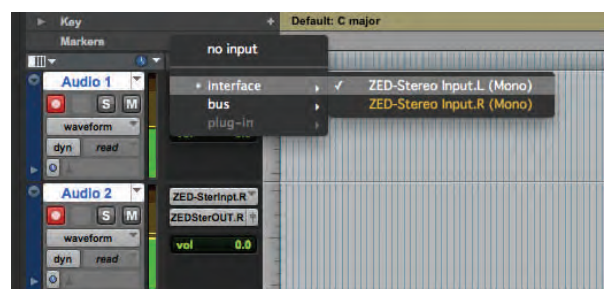 Key
Default: C major
Markers
no input
Audio 1
interface
ZED-Stereo Input.L (Mono)
S M
bus
ZED-Stereo Input.R (Mono)
waveform
plug-in
dyn read
Audio 2
ZED-SterInpt.R
S M
ZEDSterOUT.R
waveform
vol 0.0
dyn read